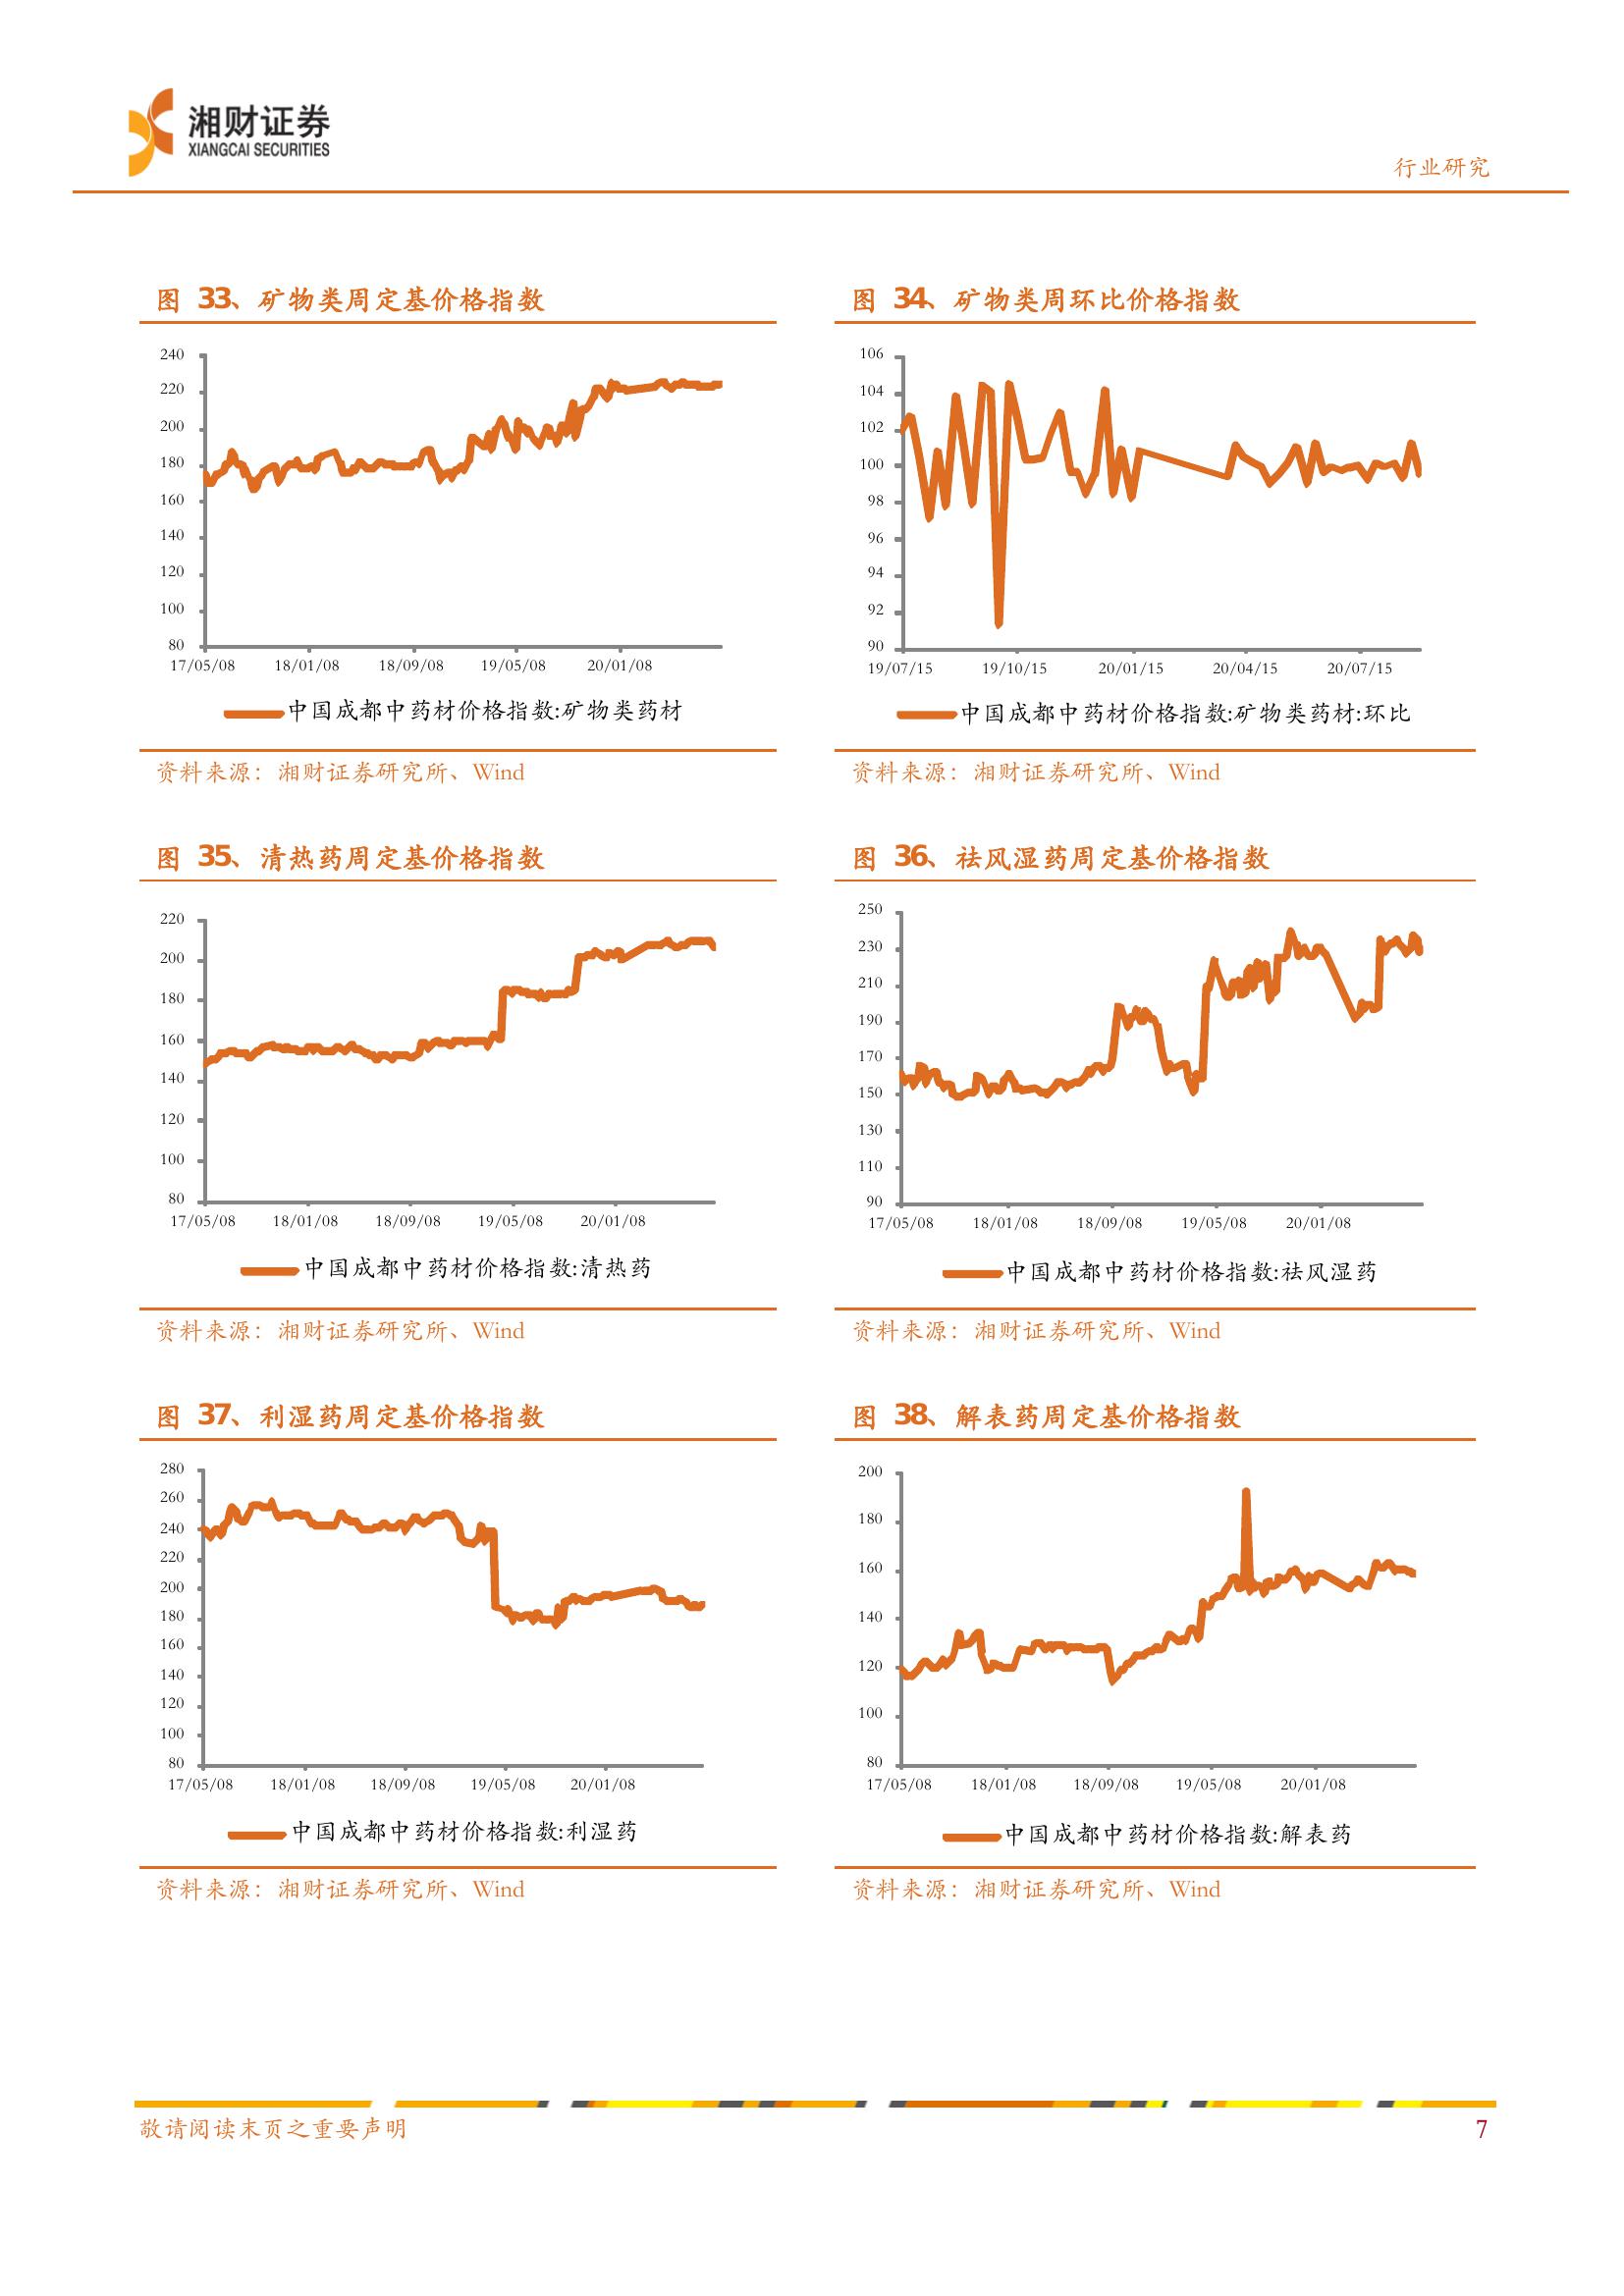 湘财证券
XIANGCAI SECURITIES
行业研究
图 33、矿物类周定基价格指数
240
220
200
180
160
140
120
100
80
17/05/08 18/01/08 18/09/08 19/05/08 20/01/08
中国成都中药材价格指数:矿物类药材
资料来源：湘财证券研究所、Wind
图 34、矿物类周环比价格指数
106
104
102
100
98
96
94
92
90
19/07/15 19/10/15 20/01/15 20/04/15 20/07/15
中国成都中药材价格指数:矿物类药材:环比
资料来源：湘财证券研究所、Wind
图 35、清热药周定基价格指数
220
200
180
160
140
120
100
80
17/05/08 18/01/08 18/09/08 19/05/08 20/01/08
中国成都中药材价格指数:清热药
资料来源：湘财证券研究所、Wind
图 36、祛风湿药周定基价格指数
250
230
210
190
170
150
130
110
90
17/05/08 18/01/08 18/09/08 19/05/08 20/01/08
中国成都中药材价格指数:祛风湿药
资料来源：湘财证券研究所、Wind
图 37、利湿药周定基价格指数
280
260
240
220
200
180
160
140
120
100
80
17/05/08 18/01/08 18/09/08 19/05/08 20/01/08
中国成都中药材价格指数:利湿药
资料来源：湘财证券研究所、Wind
图 38、解表药周定基价格指数
200
180
160
140
120
100
80
17/05/08 18/01/08 18/09/08 19/05/08 20/01/08
中国成都中药材价格指数:解表药
资料来源：湘财证券研究所、Wind
敬请阅读末页之重要声明
7